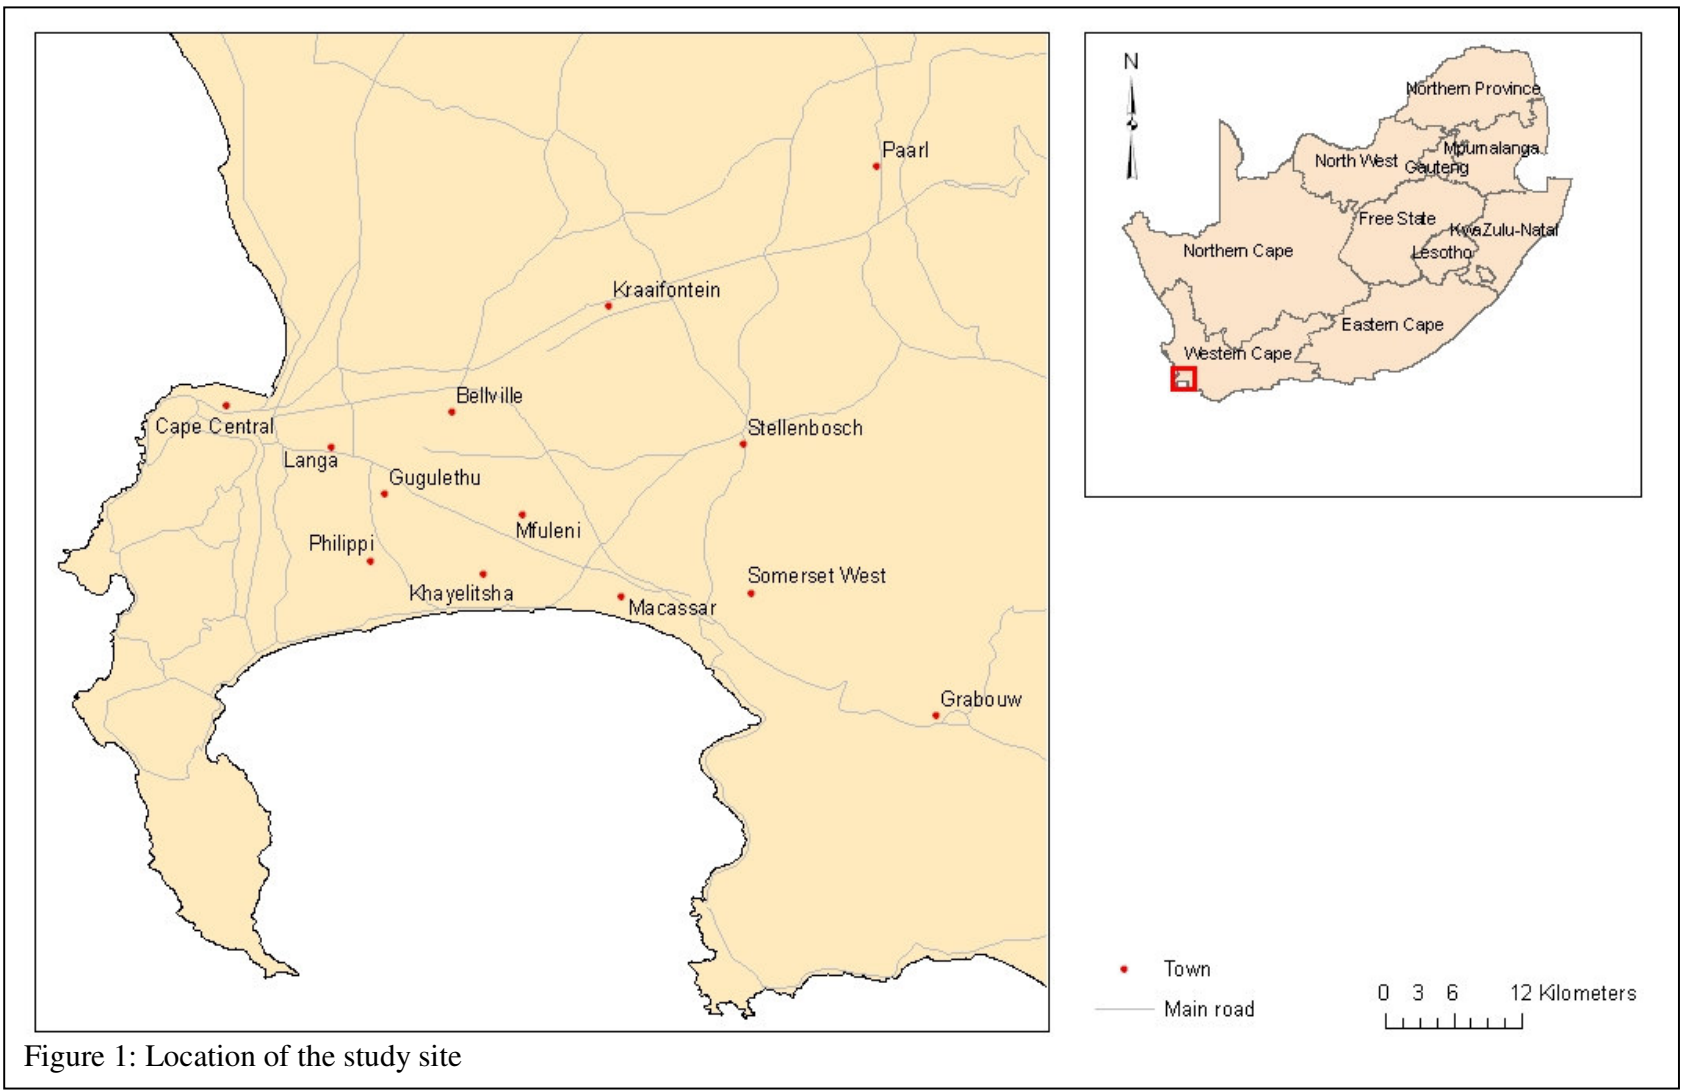 N
Northern Province
Mpumalanga
North West
Gauteng
Free State
KwaZulu-Natal
Northern Cape
Lesotho
Eastern Cape
Western Cape
Paarl
Kraaifontein
Bellville
Cape Central
Stellenbosch
Langa
Gugulethu
Mfuleni
Philippi
Somerset West
Khayelitsha
Macassar
Grabouw
Town
Main road
0 3 6 12 Kilometers
Figure 1: Location of the study site